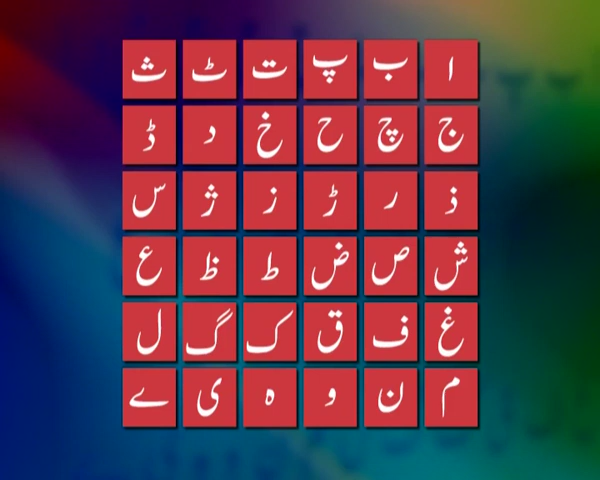 ا ب پ ت ٹ ث
ج چ ح خ د ڈ
ذ ر ڑ ز ژ س
ش ص ض ط ظ ع
غ ف ق ک گ ل
م ن و ہ ی ے